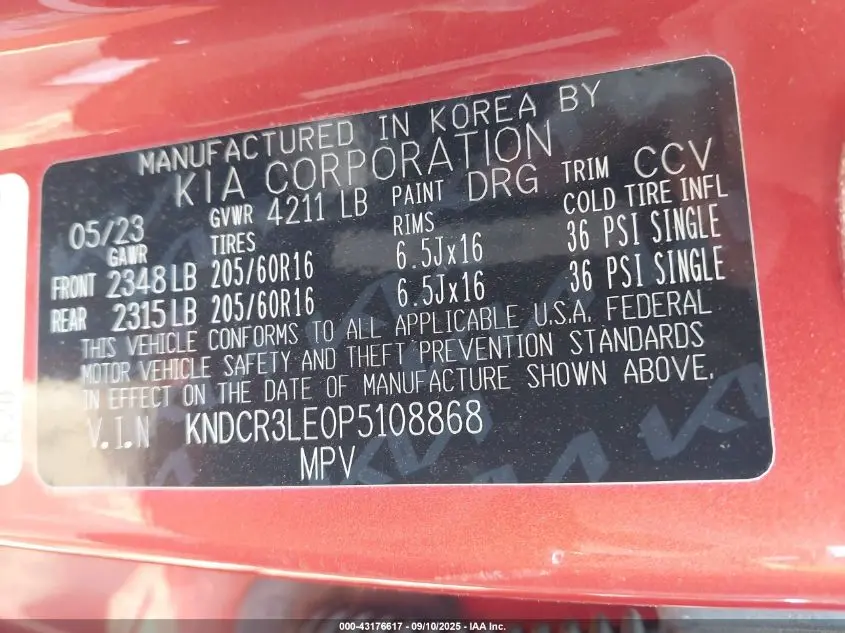 MANUFACTURED IN KOREA BY
KIA CORPORATION
05/23 GVWR 4211 LB PAINT DRG TRIM CCV
GAWR TIRES RIMS COLD TIRE INFL
FRONT 2348 LB 205/60R16 6.5Jx16 36 PSI SINGLE
REAR 2315 LB 205/60R16 6.5Jx16 36 PSI SINGLE
THIS VEHICLE CONFORMS TO ALL APPLICABLE U.S.A. FEDERAL
MOTOR VEHICLE SAFETY AND THEFT PREVENTION STANDARDS
IN EFFECT ON THE DATE OF MANUFACTURE SHOWN ABOVE.
V.I.N KNDCR3LE0P5108868
MPV
000-43176617 - 09/10/2025 - IAA Inc.